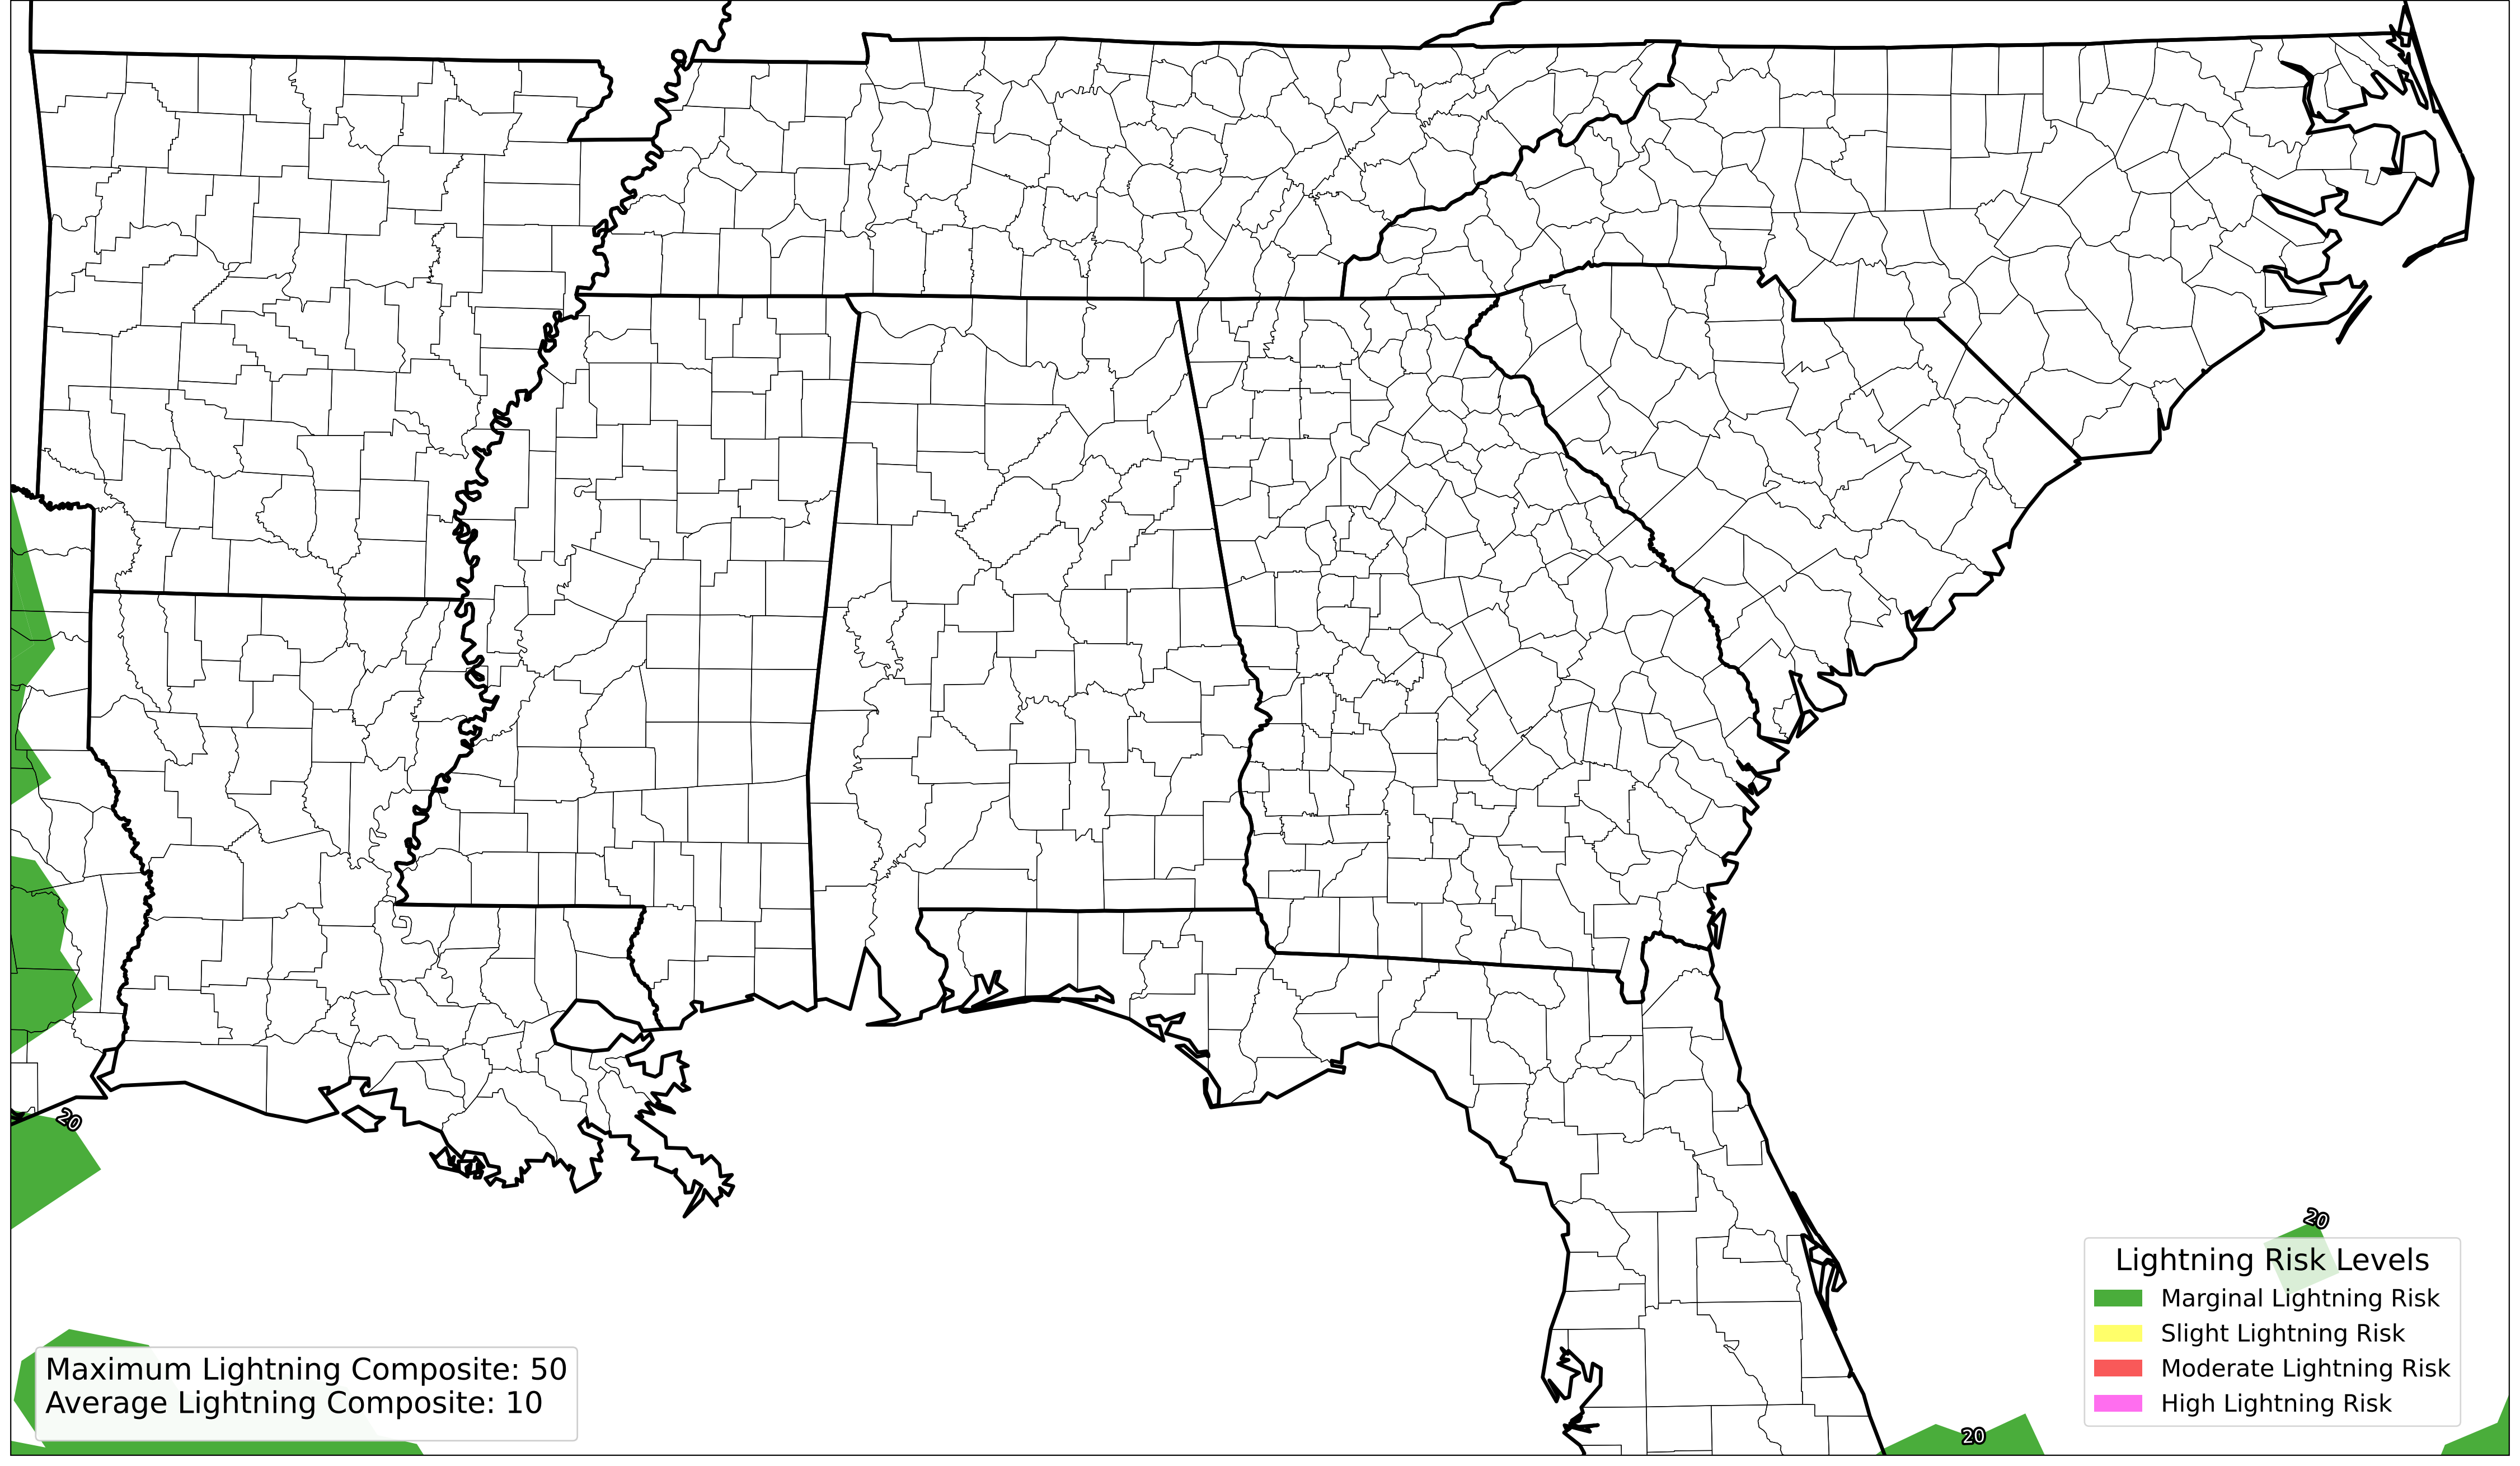 20
20
Lightning Risk Levels
Marginal Lightning Risk
Slight Lightning Risk
Moderate Lightning Risk
High Lightning Risk
Maximum Lightning Composite: 50
Average Lightning Composite: 10
20